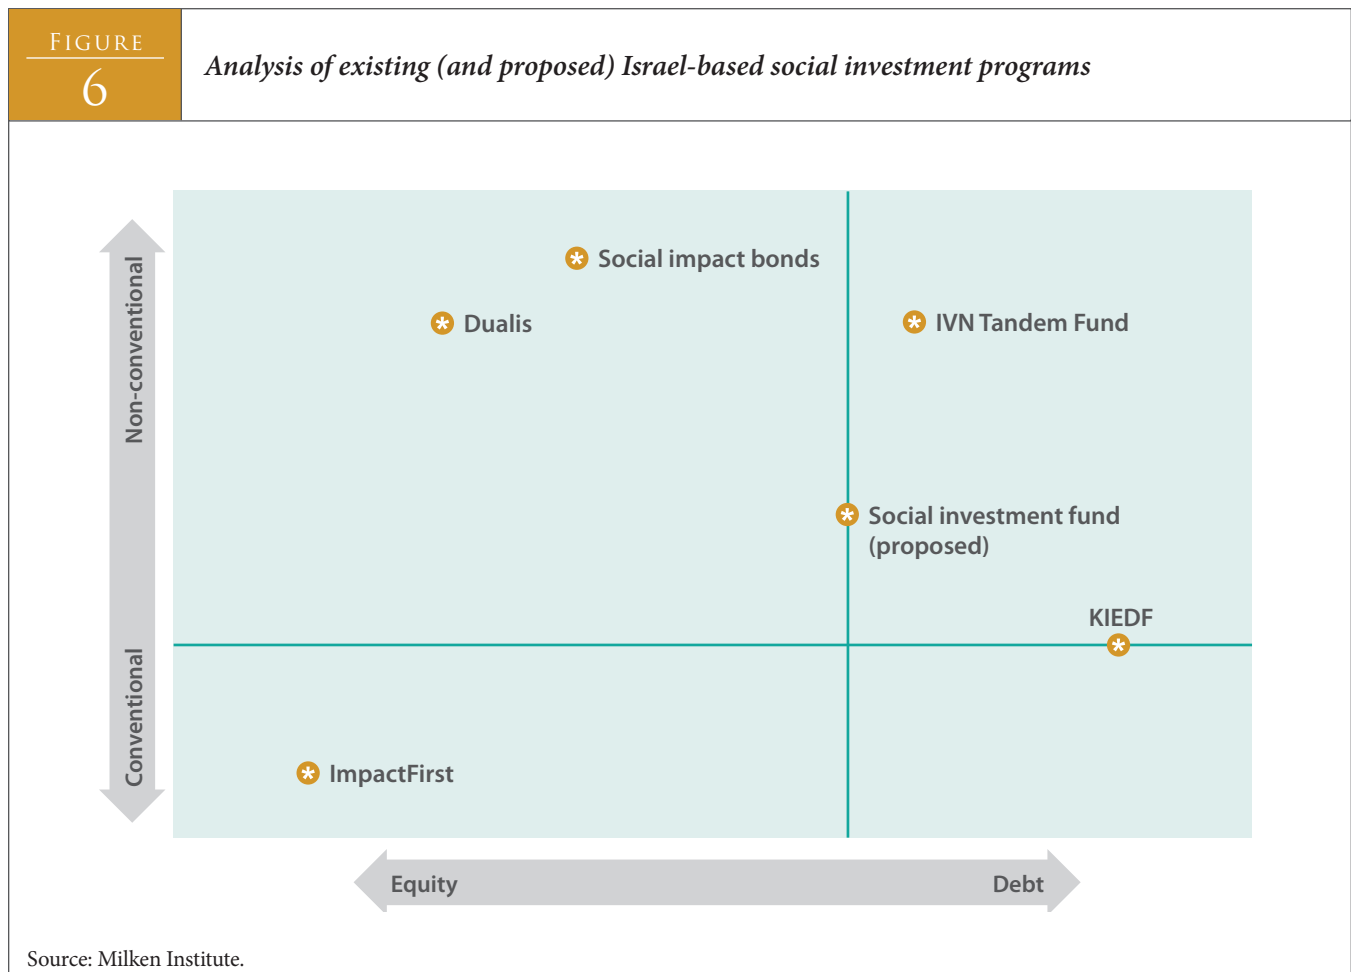 FIGURE
6
Analysis of existing (and proposed) Israel-based social investment programs
Non-conventional
Conventional
Social impact bonds
Dualis
IVN Tandem Fund
Social investment fund
(proposed)
KIEDF
ImpactFirst
Equity
Debt
Source: Milken Institute.